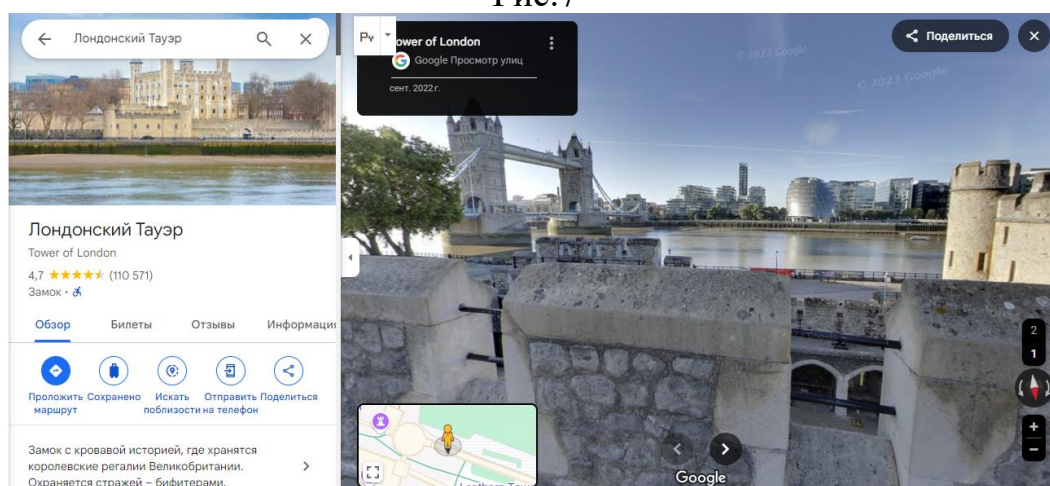 Рис.7
Лондонский Тауэр
Лондонский Тауэр
Tower of London
4,7 ★★★★★ (110 571)
Замок •
Обзор Билеты Отзывы Информация
Проложить маршрут
Сохранено
Искать поблизости
Отправить на телефон
Поделиться
Замок с кровавой историей, где хранятся
королевские регалии Великобритании.
Охраняется стражей – бифитерами.
Ру
ower of London
Google Просмотр улиц
сент. 2022 г.
© 2023 Google
© 2023 Google
Поделиться
2
1
Google